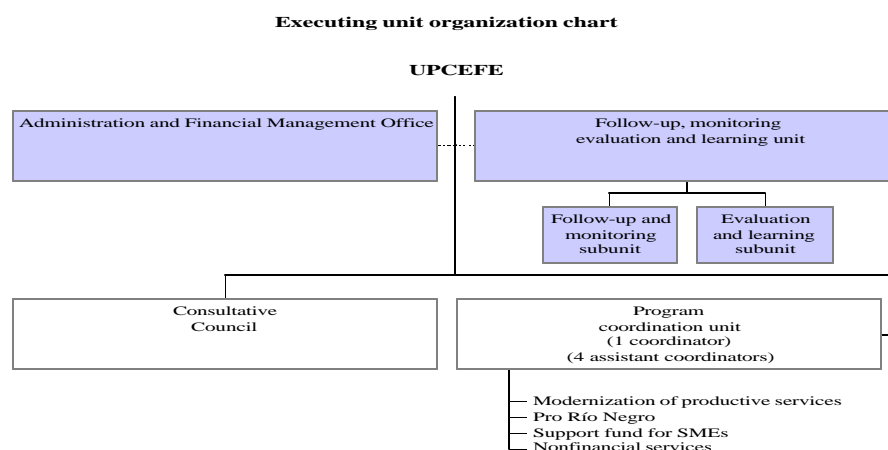 Executing unit organization chart
UPCEFE
Administration and Financial Management Office
Follow-up, monitoring
evaluation and learning unit
Follow-up and
monitoring
subunit
Evaluation
and learning
subunit
Consultative
Council
Program
coordination unit
(1 coordinator)
(4 assistant coordinators)
Modernization of productive services
Pro Río Negro
Support fund for SMEs
Nonfinancial services